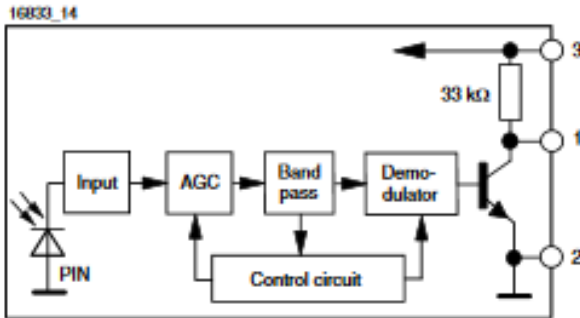 16833_14
3
33 kΩ
1
Input
AGC
Band
pass
Demo-
dulator
2
PIN
Control circuit